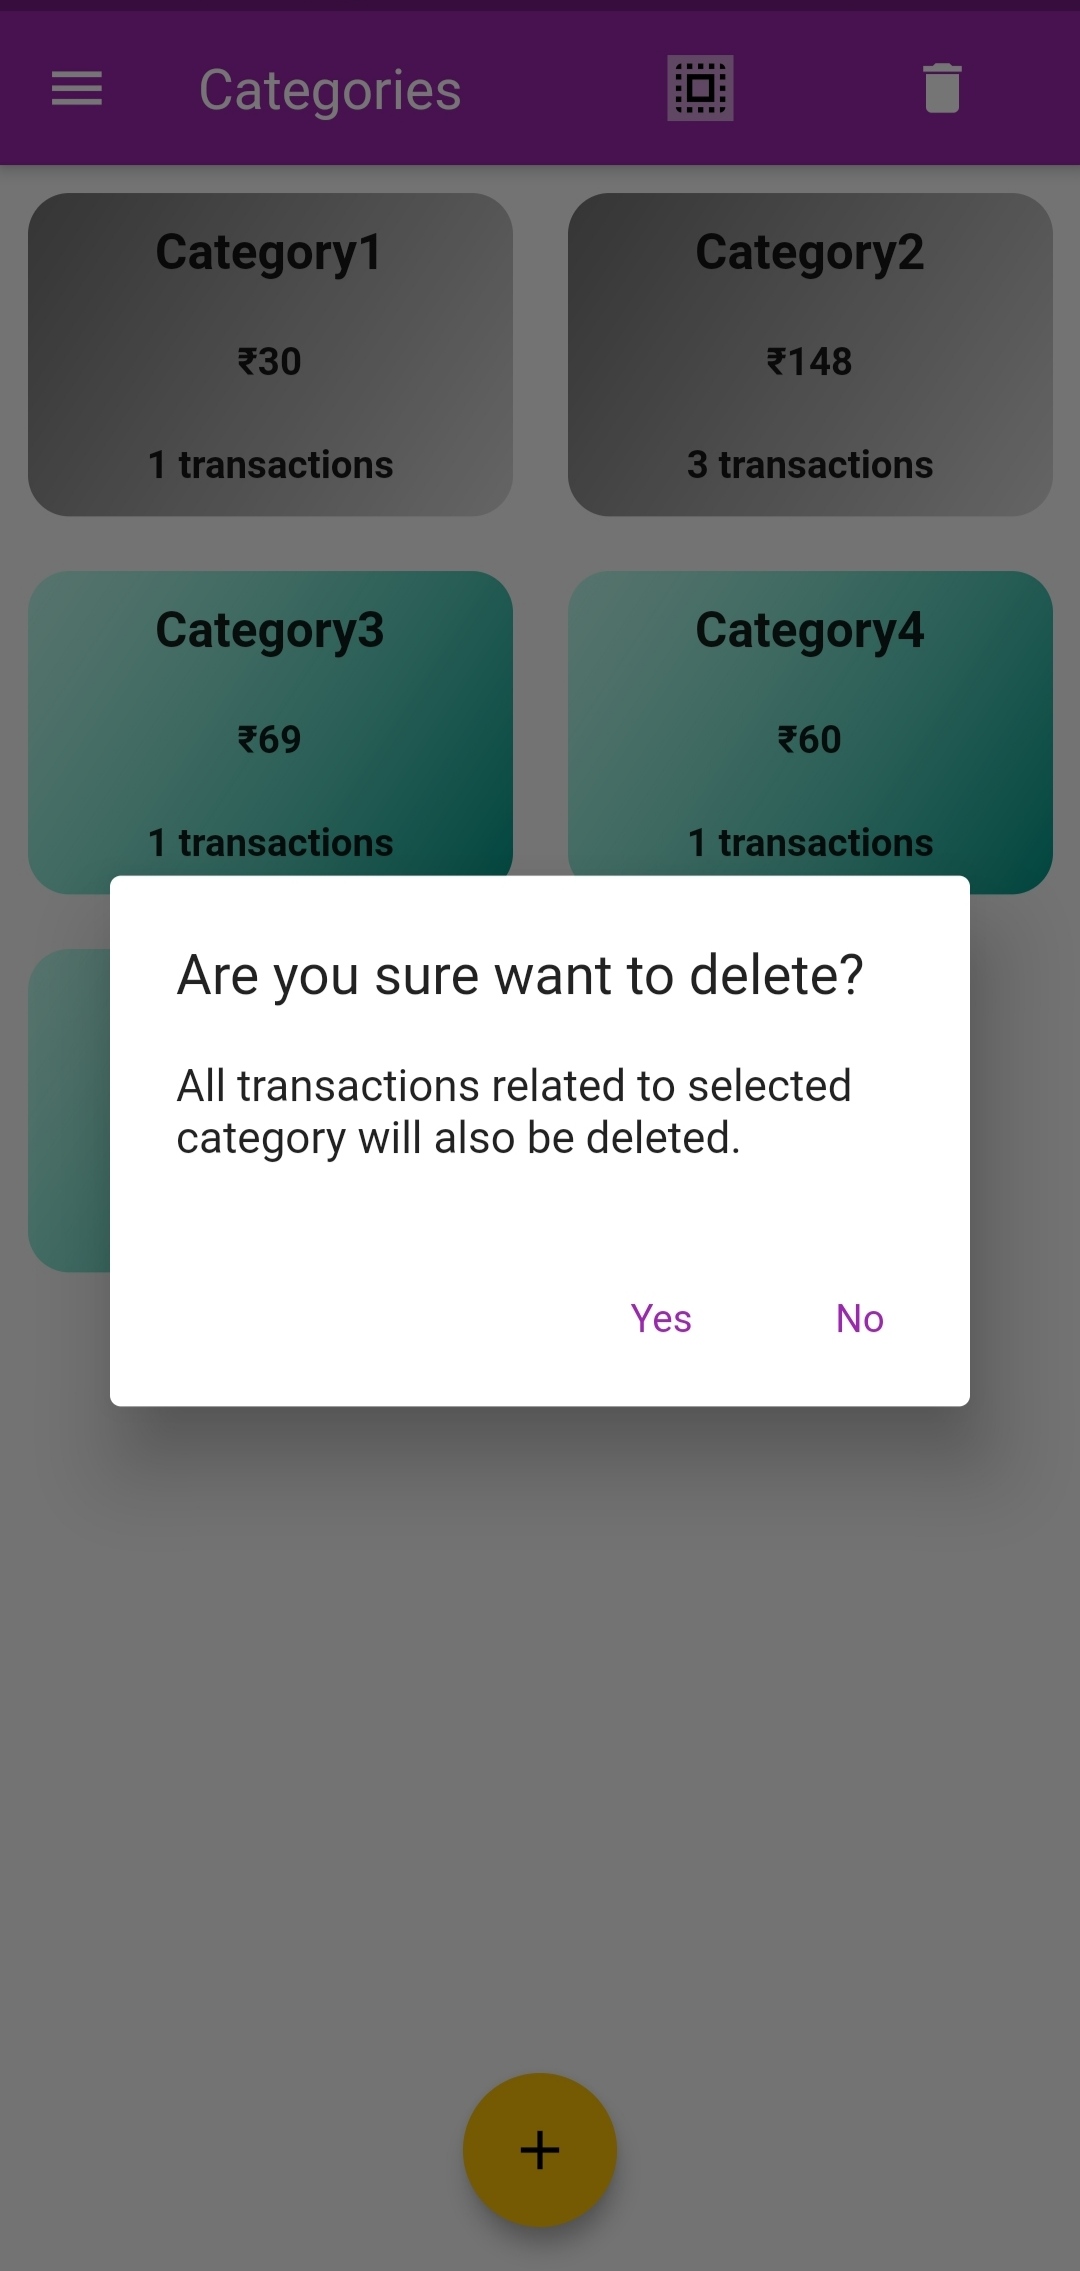 Categories
Category1
₹30
1 transactions
Category2
₹148
3 transactions
Category3
₹69
1 transactions
Category4
₹60
1 transactions
Are you sure want to delete?
All transactions related to selected
category will also be deleted.
Yes No